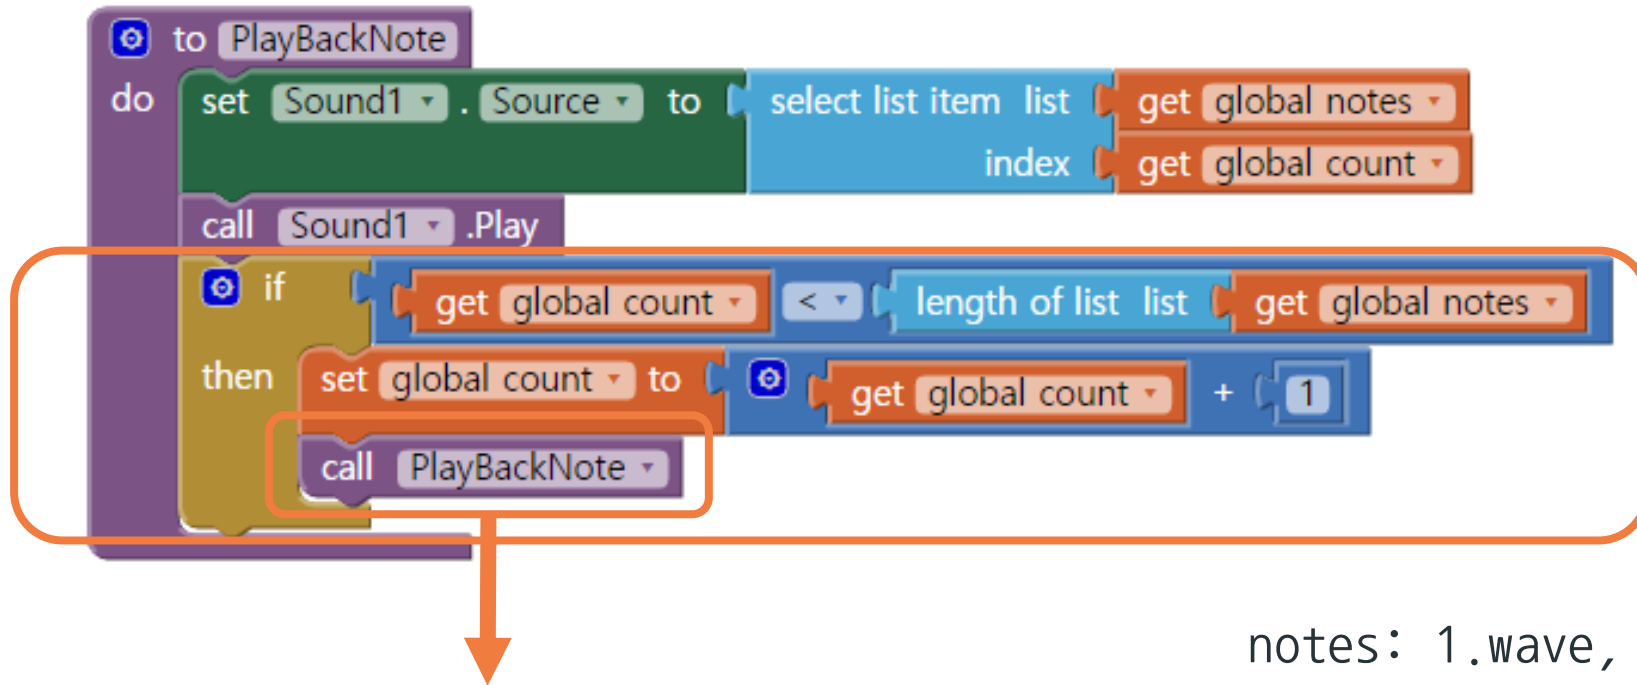 to PlayBackNote
do set Sound1 . Source to select list item list get global notes
index get global count
call Sound1 .Play
if get global count < length of list list get global notes
then set global count to get global count + 1
call PlayBackNote
notes: 1.wave,